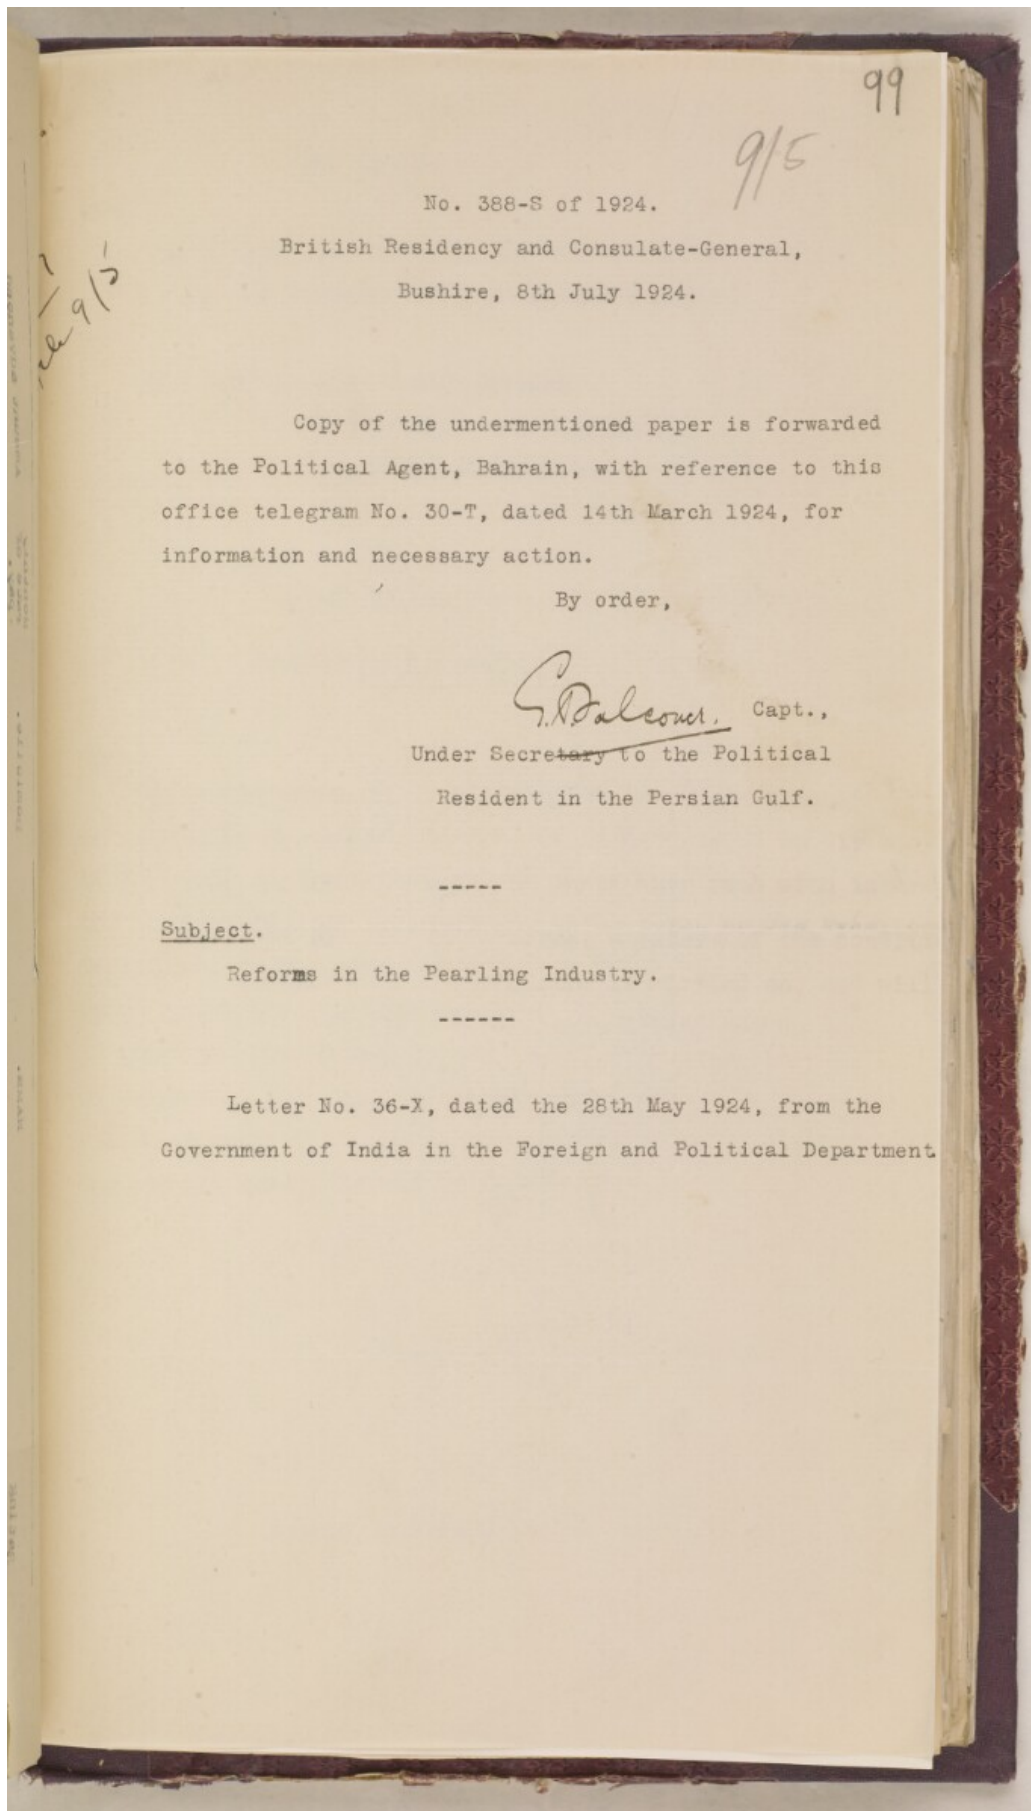 99
9/5
No. 388-S of 1924.
British Residency and Consulate-General,
Bushire, 8th July 1924.
9/5
Copy of the undermentioned paper is forwarded
to the Political Agent, Bahrain, with reference to this
office telegram No. 30-T, dated 14th March 1924, for
information and necessary action.
By order,
Capt.,
Under Secretary to the Political
Resident in the Persian Gulf.
-----
Subject.
Reforms in the Pearling Industry.
------
Letter No. 36-X, dated the 28th May 1924, from the
Government of India in the Foreign and Political Department